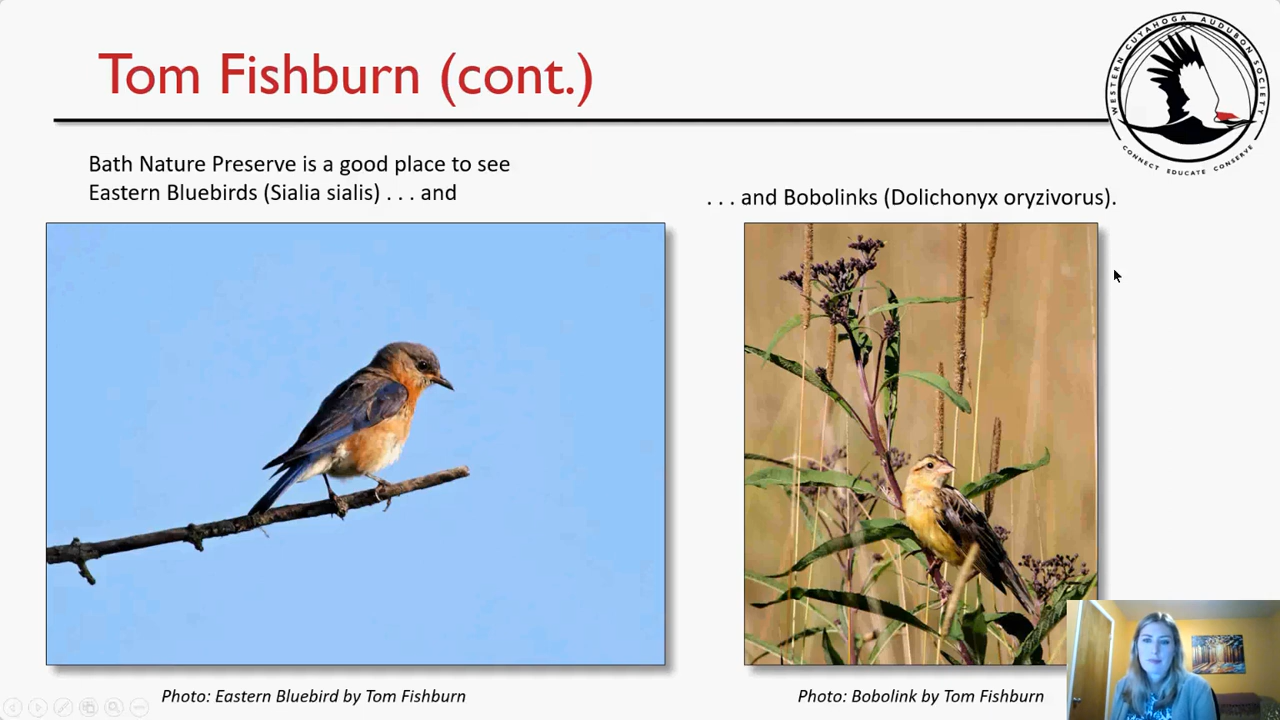 Tom Fishburn (cont.)
WESTERN CUYAHOGA AUDUBON SOCIETY
CONNECT EDUCATE CONSERVE
Bath Nature Preserve is a good place to see
Eastern Bluebirds (Sialia sialis) . . . and
. . . and Bobolinks (Dolichonyx oryzivorus).
Photo: Eastern Bluebird by Tom Fishburn
Photo: Bobolink by Tom Fishburn